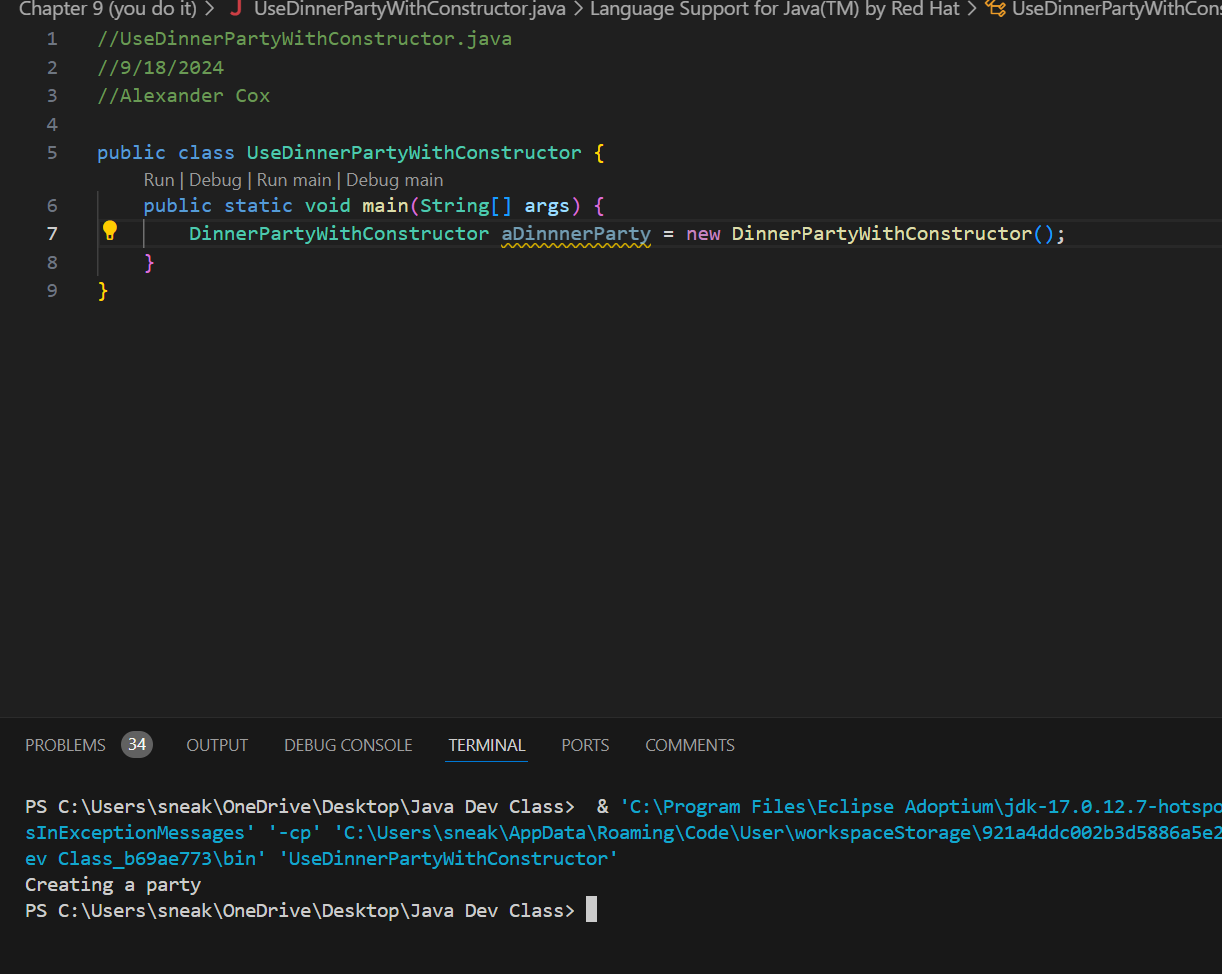 Chapter 9 (you do it) > J UseDinnerPartyWithConstructor.java > Language Support for Java(TM) by Red Hat > UseDinnerPartyWithCons
1 //UseDinnerPartyWithConstructor.java
2 //9/18/2024
3 //Alexander Cox
4
5 public class UseDinnerPartyWithConstructor {
Run | Debug | Run main | Debug main
6 public static void main(String[] args) {
7 DinnerPartyWithConstructor aDinnnerParty = new DinnerPartyWithConstructor();
8 }
9 }
PROBLEMS 34 OUTPUT DEBUG CONSOLE TERMINAL PORTS COMMENTS
PS C:\Users\sneak\OneDrive\Desktop\Java Dev Class>  & 'C:\Program Files\Eclipse Adoptium\jdk-17.0.12.7-hotspo
sInExceptionMessages' '-cp' 'C:\Users\sneak\AppData\Roaming\Code\User\workspaceStorage\921a4ddc002b3d5886a5e2
ev Class_b69ae773\bin' 'UseDinnerPartyWithConstructor'
Creating a party
PS C:\Users\sneak\OneDrive\Desktop\Java Dev Class>